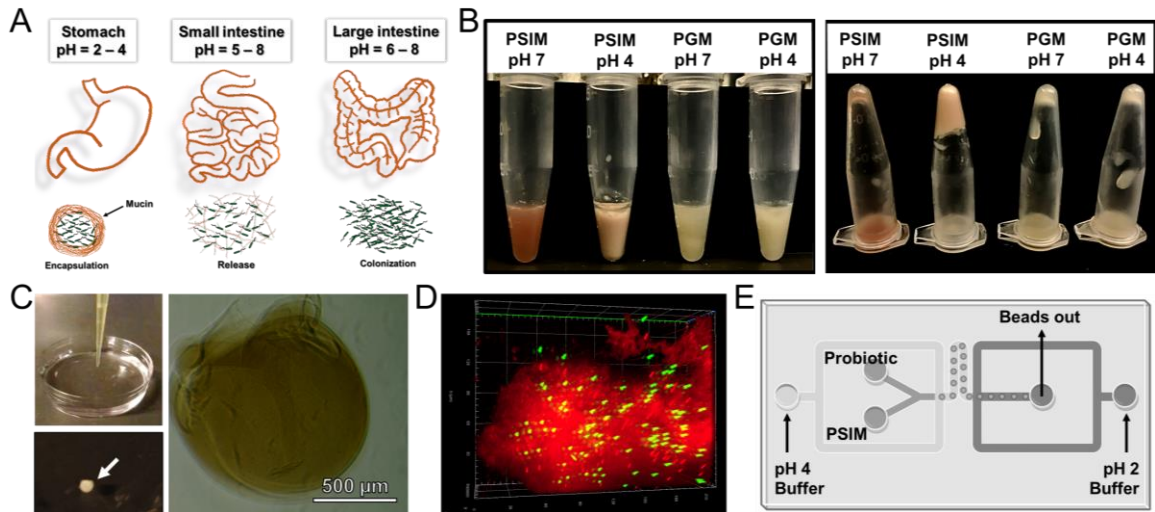 A
Stomach
pH = 2 – 4
Small intestine
pH = 5 – 8
Large intestine
pH = 6 – 8
Mucin
Encapsulation
Release
Colonization
B
PSIM
pH 7
PSIM
pH 4
PGM
pH 7
PGM
pH 4
PSIM
pH 7
PSIM
pH 4
PGM
pH 7
PGM
pH 4
C
500 µm
D
E
Beads out
Probiotic
PSIM
pH 4
Buffer
pH 2
Buffer